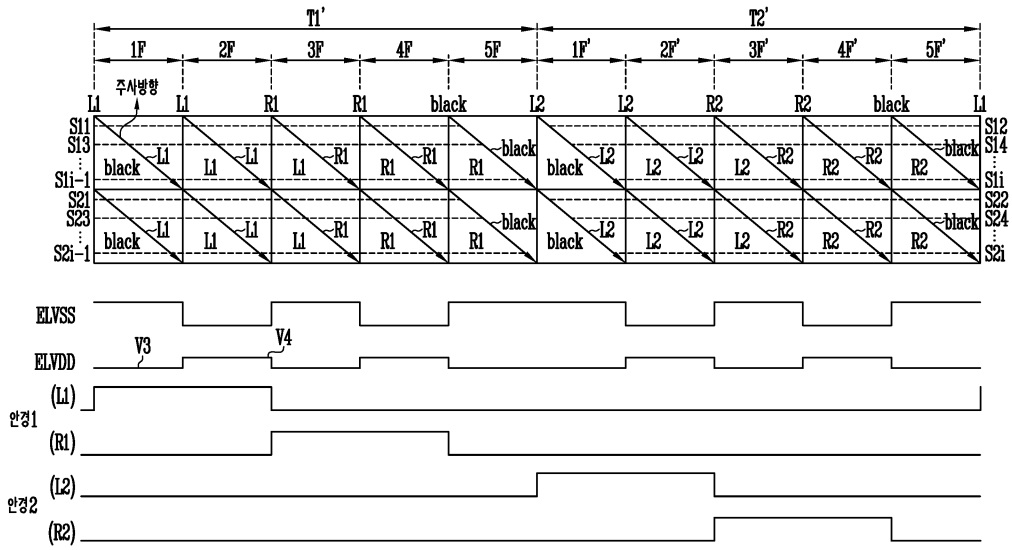 T1' T2'
1F 2F 3F 4F 5F 1F' 2F' 3F' 4F' 5F'
주사방향
L1 L1 R1 R1 black L2 L2 R2 R2 black L1
S11 S12
S13 black black S14
⋮ L1 L1 R1 R1 L2 L2 R2 R2 ⋮
black L1 L1 R1 R1 black L2 L2 R2 R2
S1i-1 S1i
S21 S22
S23 black black S24
⋮ L1 L1 R1 R1 L2 L2 R2 R2 ⋮
black L1 L1 R1 R1 black L2 L2 R2 R2
S2i-1 S2i
ELVSS
V3 V4
ELVDD
(L1)
안경1
(R1)
(L2)
안경2
(R2)